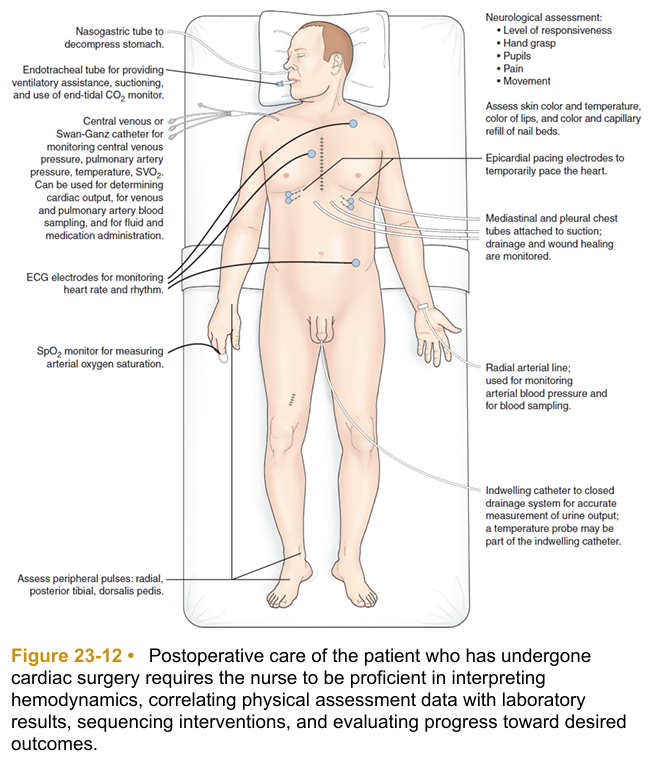 Nasogastric tube to
decompress stomach.
Endotracheal tube for providing
ventilatory assistance, suctioning,
and use of end-tidal CO₂ monitor.
Central venous or
Swan-Ganz catheter for
monitoring central venous
pressure, pulmonary artery
pressure, temperature, SVO₂.
Can be used for determining
cardiac output, for venous
and pulmonary artery blood
sampling, and for fluid and
medication administration.
ECG electrodes for monitoring
heart rate and rhythm.
SpO₂ monitor for measuring
arterial oxygen saturation.
Assess peripheral pulses: radial,
posterior tibial, dorsalis pedis.
Neurological assessment:
• Level of responsiveness
• Hand grasp
• Pupils
• Pain
• Movement
Assess skin color and temperature,
color of lips, and color and capillary
refill of nail beds.
Epicardial pacing electrodes to
temporarily pace the heart.
Mediastinal and pleural chest
tubes attached to suction;
drainage and wound healing
are monitored.
Radial arterial line;
used for monitoring
arterial blood pressure and
for blood sampling.
Indwelling catheter to closed
drainage system for accurate
measurement of urine output;
a temperature probe may be
part of the indwelling catheter.
Figure 23-12 • Postoperative care of the patient who has undergone
cardiac surgery requires the nurse to be proficient in interpreting
hemodynamics, correlating physical assessment data with laboratory
results, sequencing interventions, and evaluating progress toward desired
outcomes.